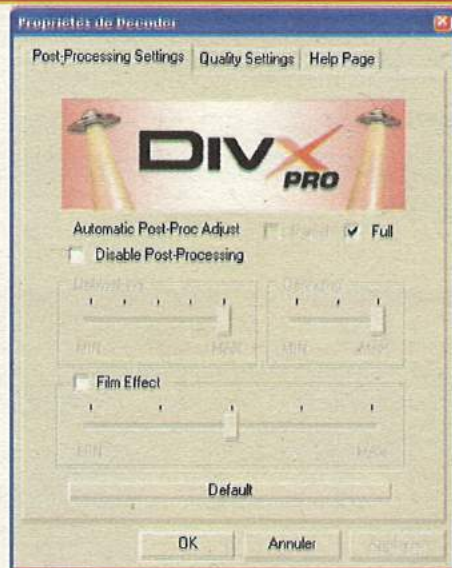 Propriétés de Decoder
Post-Processing Settings Quality Settings Help Page
DIVX
PRO
Automatic Post-Proc Adjust Full
Disable Post-Processing
MIN MAX MIN MAX
Film Effect
MIN MAX
Default
OK Annuler Appliquer